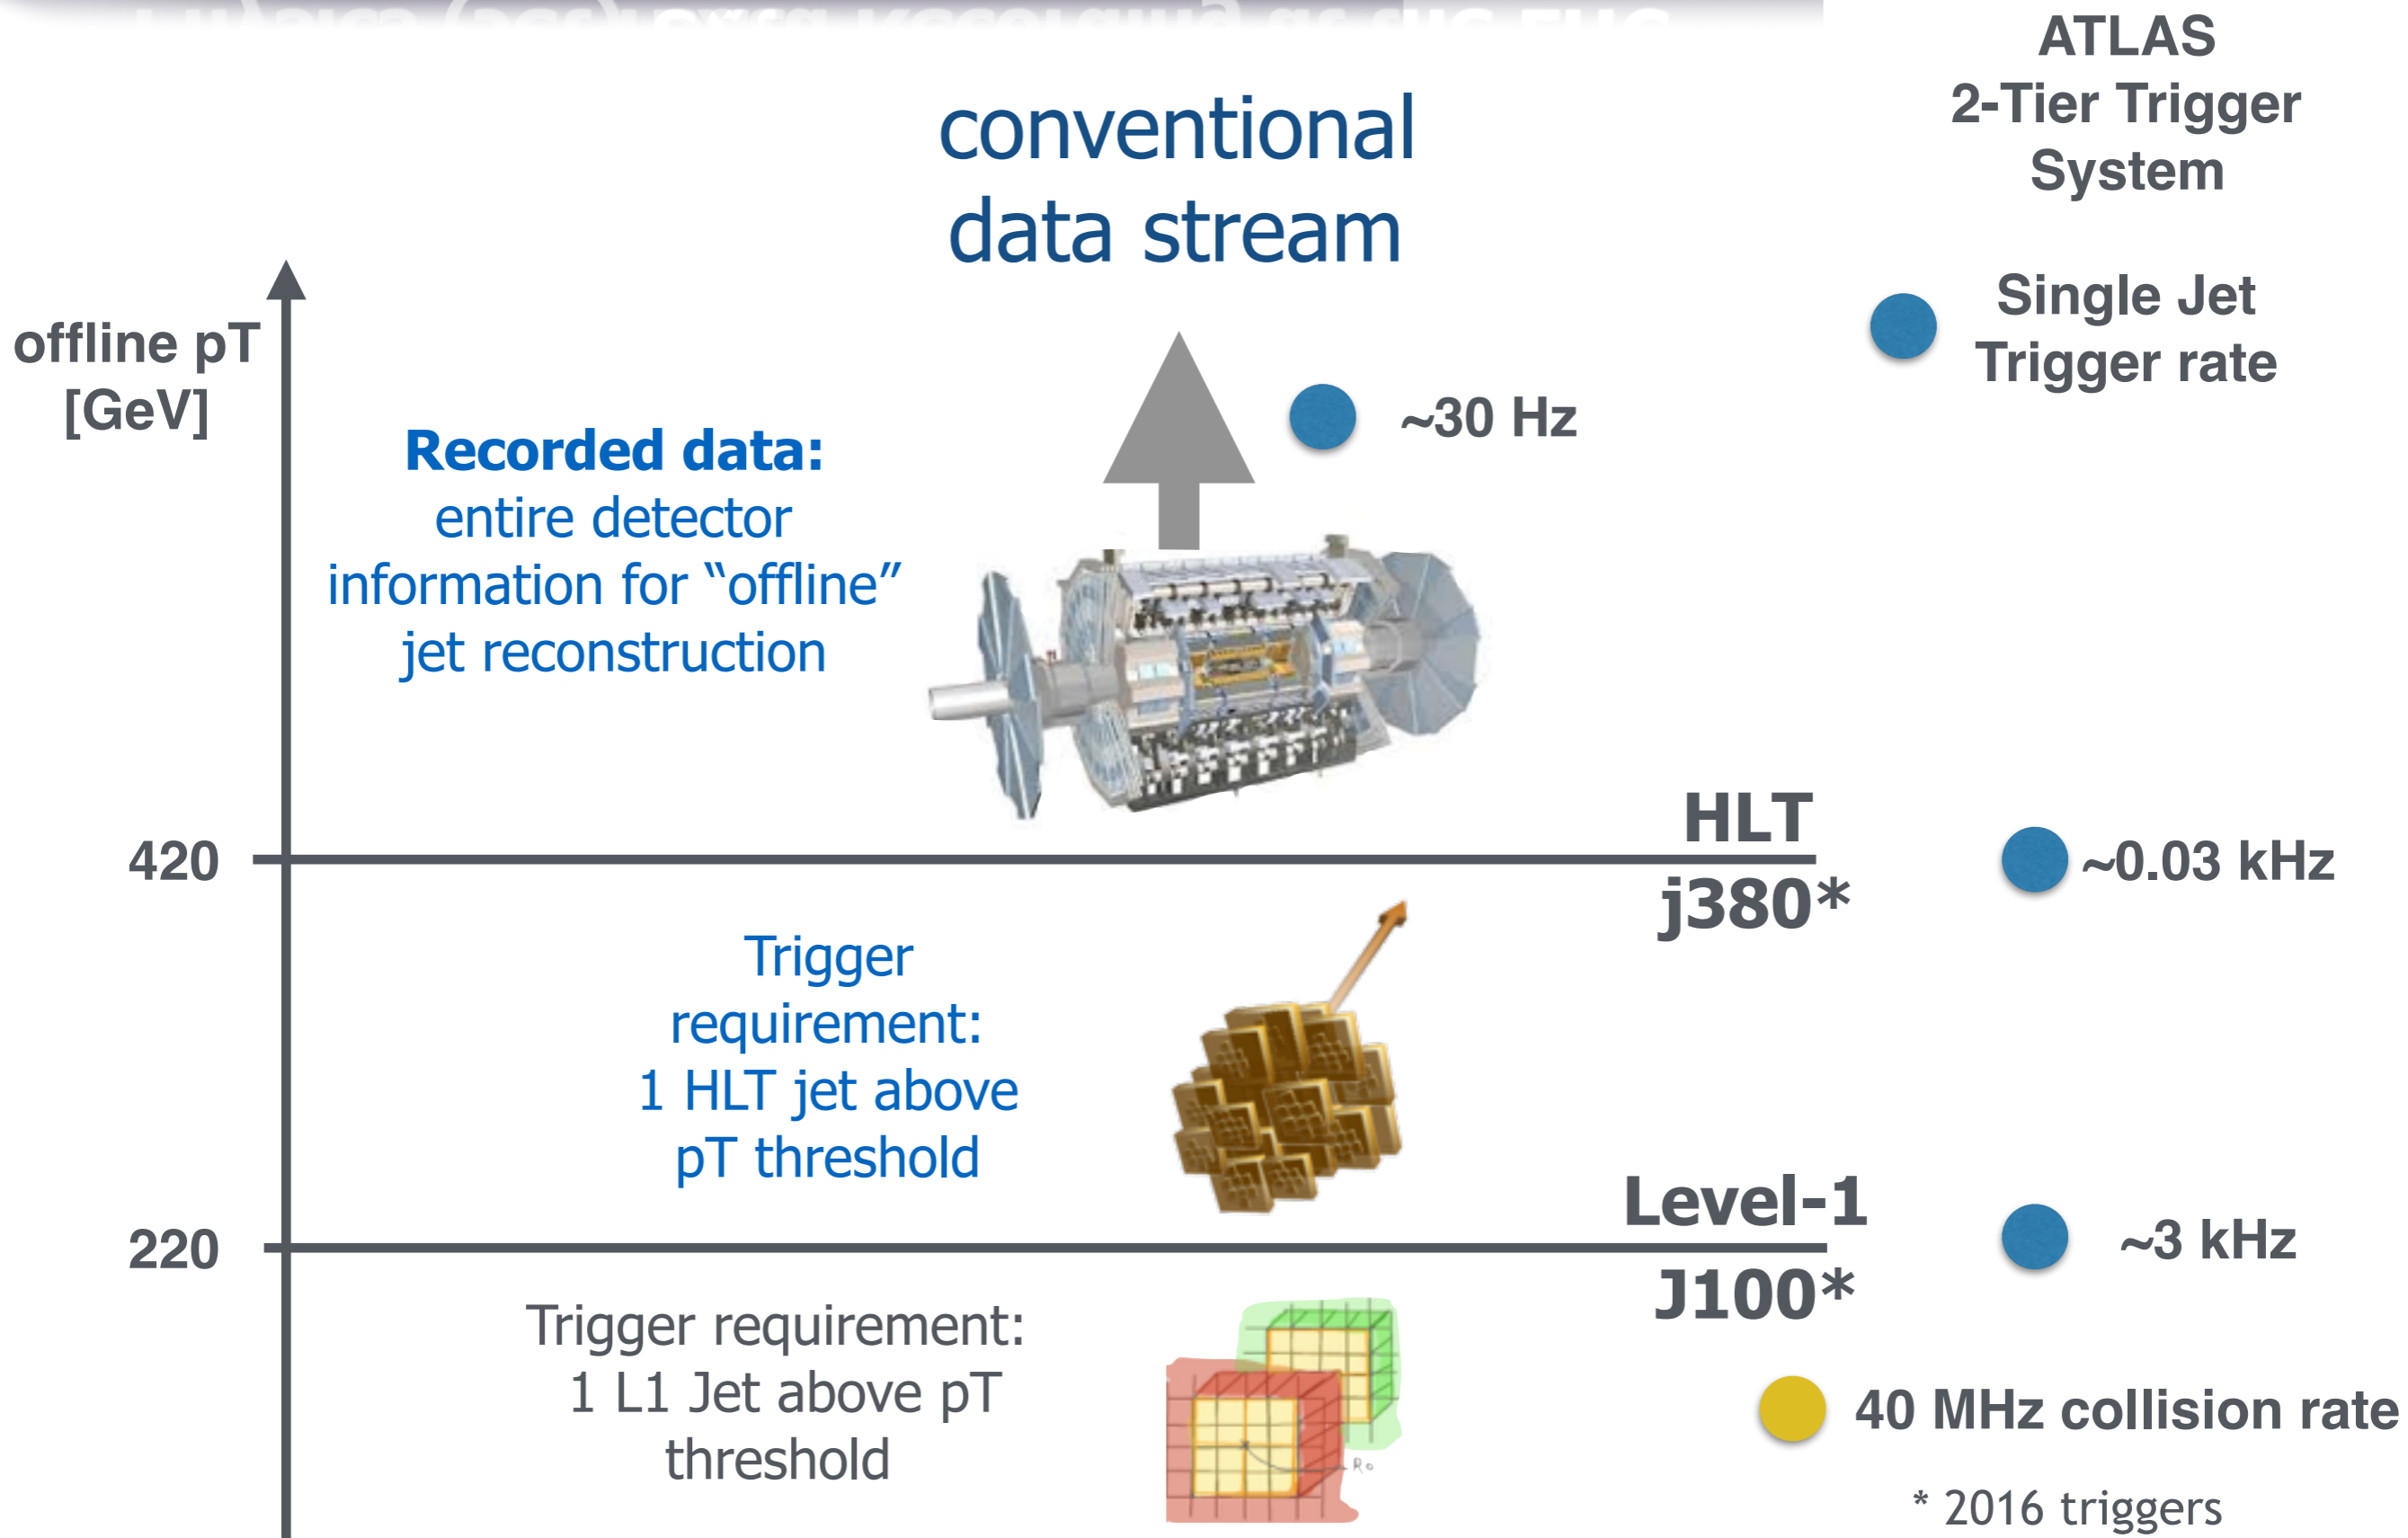 ATLAS
2-Tier Trigger
System
conventional
data stream
Single Jet
Trigger rate
offline pT
[GeV]
~30 Hz
Recorded data:
entire detector
information for “offline”
jet reconstruction
HLT
420
~0.03 kHz
j380*
Trigger
requirement:
1 HLT jet above
pT threshold
Level-1
220
~3 kHz
J100*
Trigger requirement:
1 L1 Jet above pT
threshold
40 MHz collision rate
* 2016 triggers